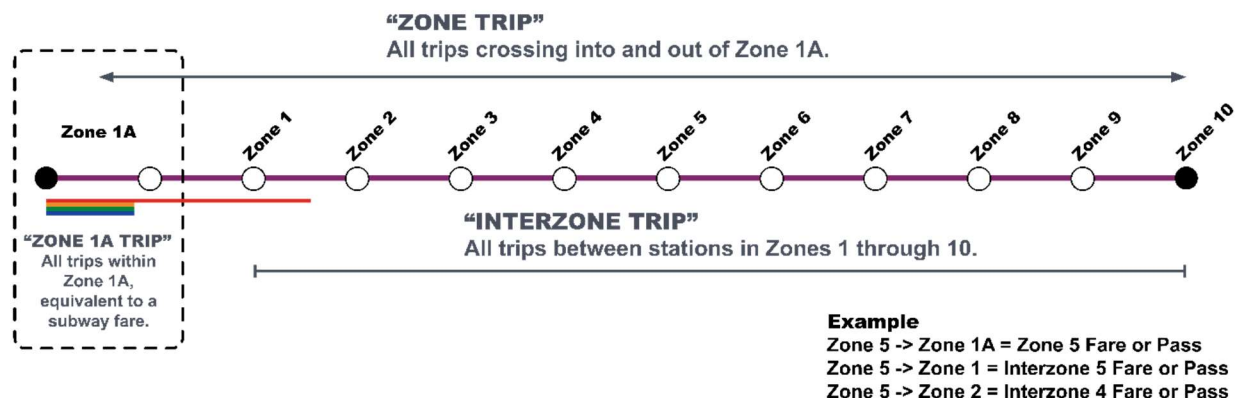 “ZONE TRIP”
All trips crossing into and out of Zone 1A.
Zone 1A
Zone 1
Zone 2
Zone 3
Zone 4
Zone 5
Zone 6
Zone 7
Zone 8
Zone 9
Zone 10
“ZONE 1A TRIP”
All trips within
Zone 1A,
equivalent to a
subway fare.
“INTERZONE TRIP”
All trips between stations in Zones 1 through 10.
Example
Zone 5 -> Zone 1A = Zone 5 Fare or Pass
Zone 5 -> Zone 1 = Interzone 5 Fare or Pass
Zone 5 -> Zone 2 = Interzone 4 Fare or Pass